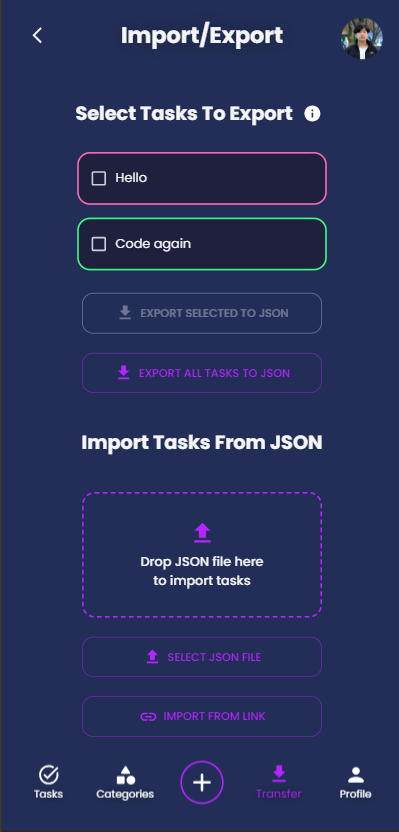 Import/Export
Select Tasks To Export
Hello
Code again
EXPORT SELECTED TO JSON
EXPORT ALL TASKS TO JSON
Import Tasks From JSON
Drop JSON file here
to import tasks
SELECT JSON FILE
IMPORT FROM LINK
Tasks
Categories
Transfer
Profile